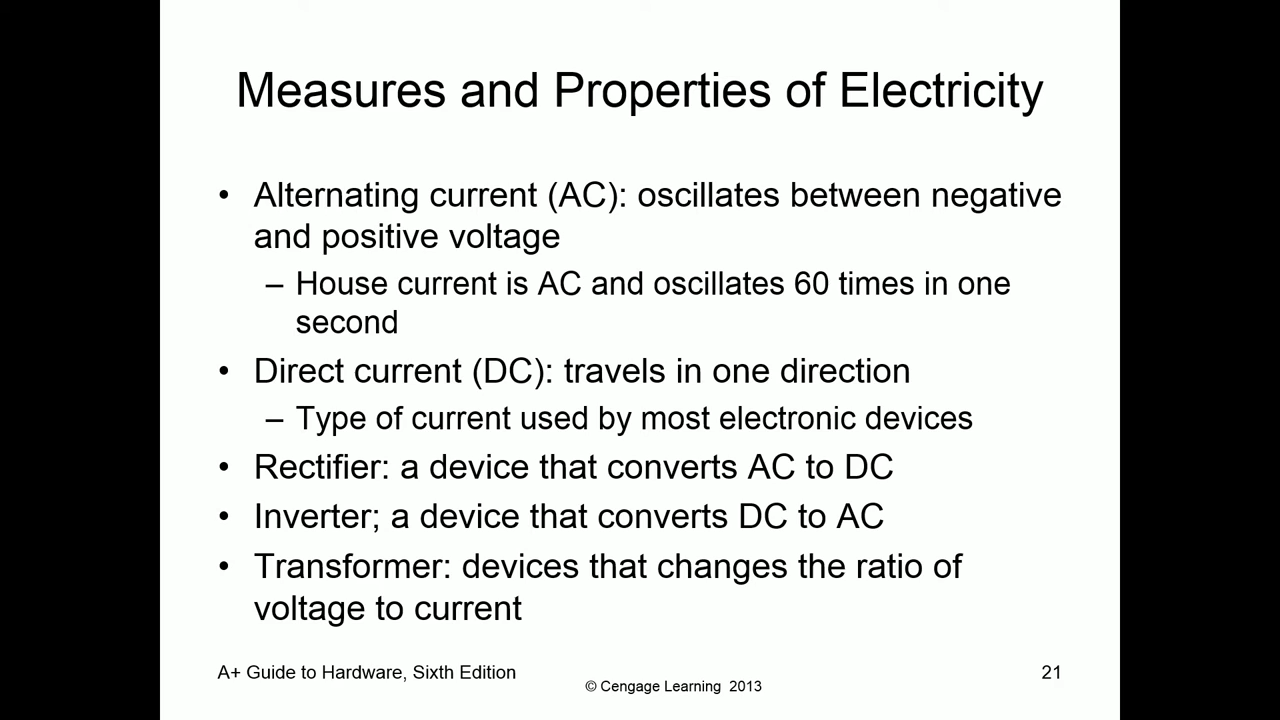 Measures and Properties of Electricity
• Alternating current (AC): oscillates between negative
and positive voltage
– House current is AC and oscillates 60 times in one
second
• Direct current (DC): travels in one direction
– Type of current used by most electronic devices
• Rectifier: a device that converts AC to DC
• Inverter; a device that converts DC to AC
• Transformer: devices that changes the ratio of
voltage to current
A+ Guide to Hardware, Sixth Edition
© Cengage Learning 2013
21